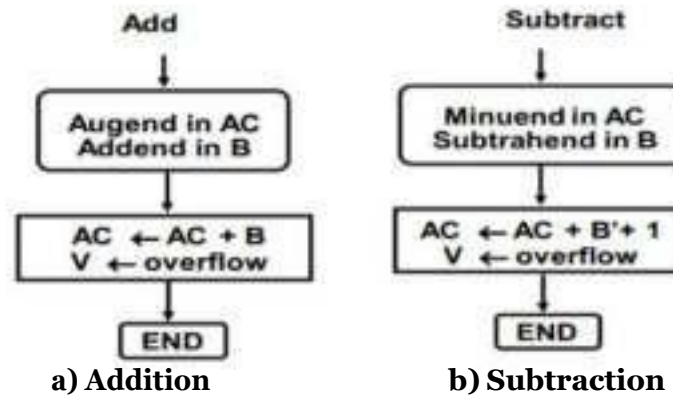 Add
Augend in AC
Addend in B
AC ← AC + B
V ← overflow
END
a) Addition
Subtract
Minuend in AC
Subtrahend in B
AC ← AC + B'+ 1
V ← overflow
END
b) Subtraction